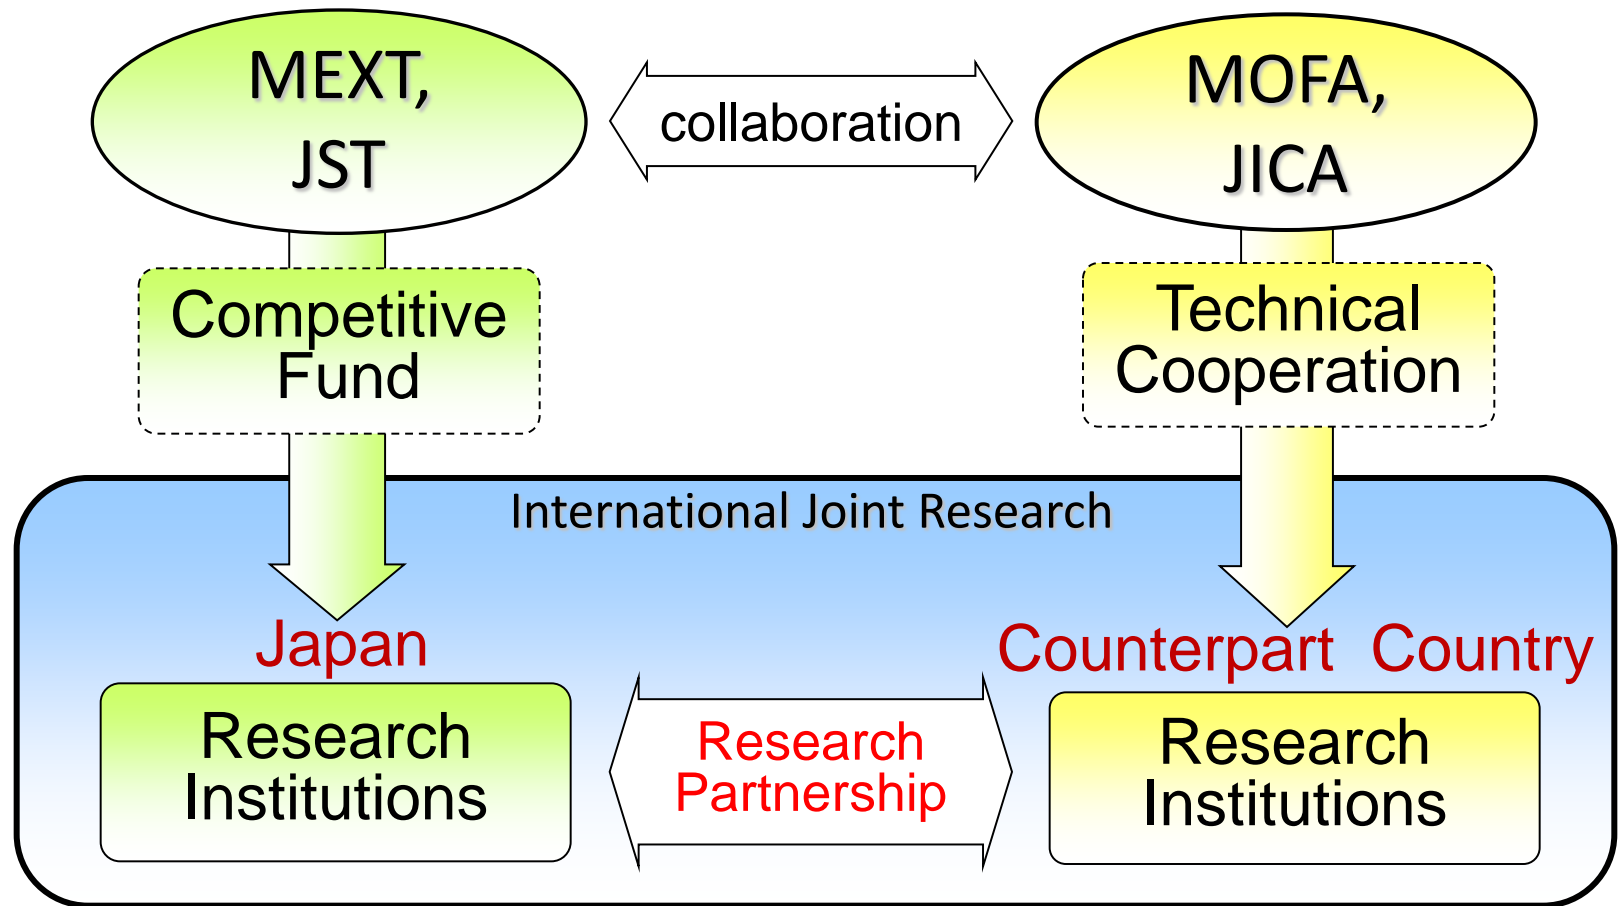 MEXT,
JST
collaboration
MOFA,
JICA
Competitive
Fund
Technical
Cooperation
International Joint Research
Japan
Counterpart Country
Research
Institutions
Research
Partnership
Research
Institutions